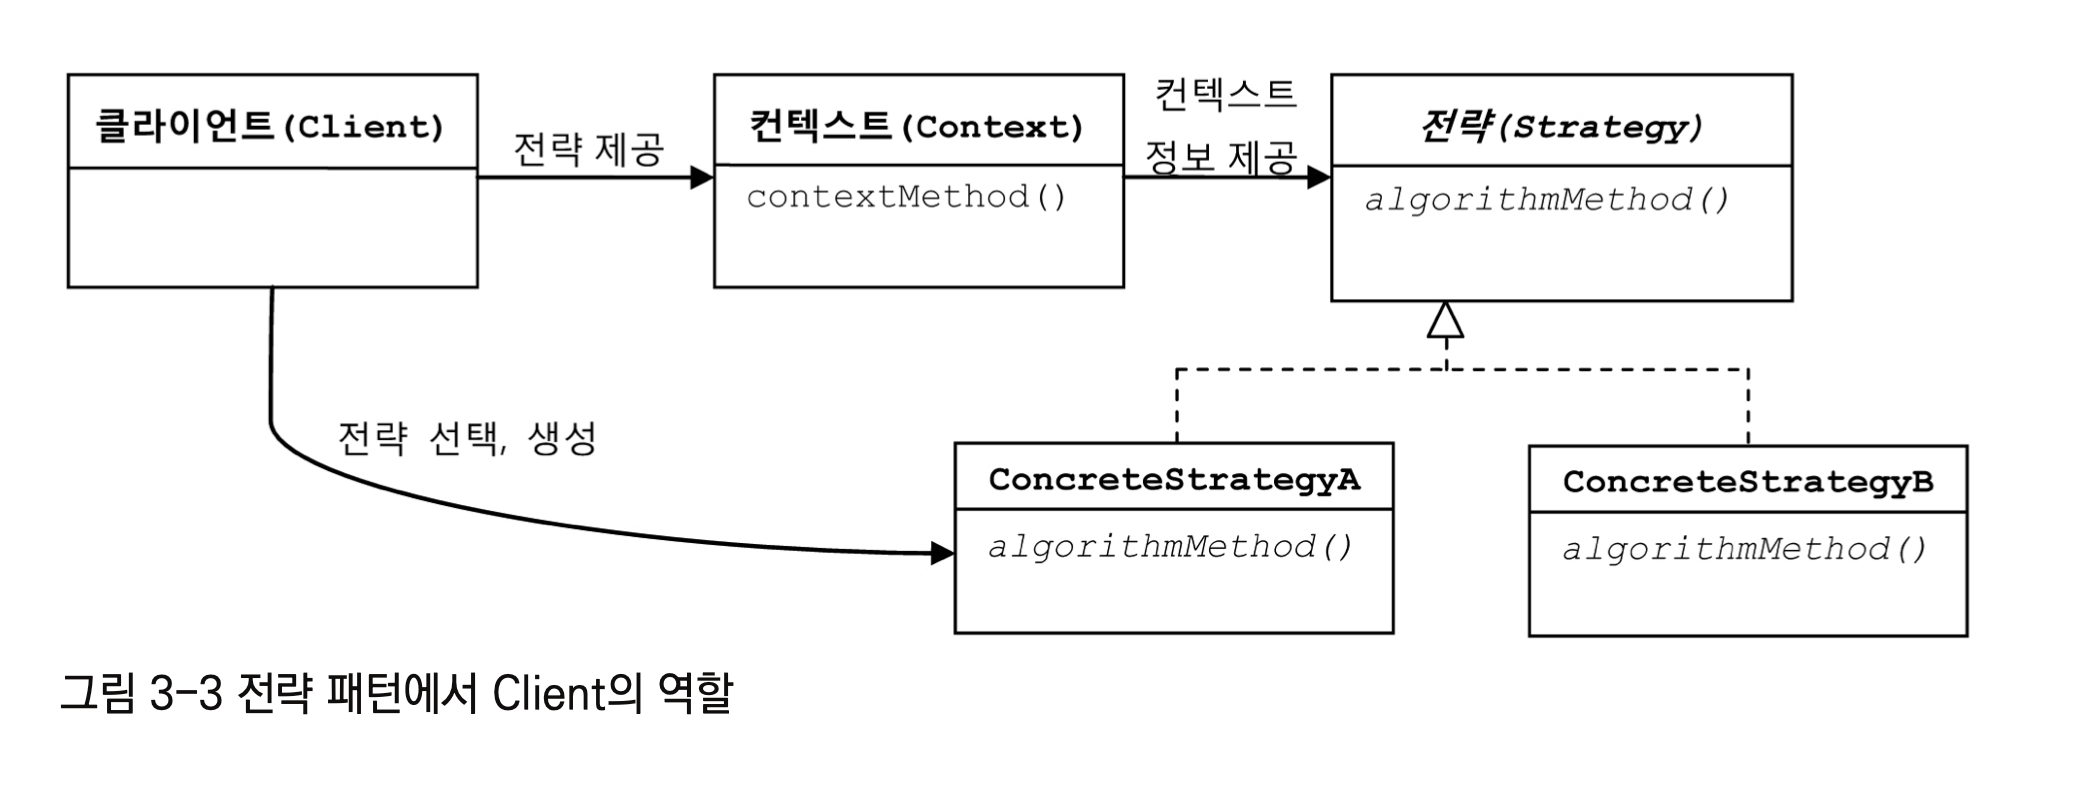 클라이언트(Client)
전략 제공
컨텍스트(Context)
contextMethod()
컨텍스트
정보 제공
전략(Strategy)
algorithmMethod()
전략 선택, 생성
ConcreteStrategyA
algorithmMethod()
ConcreteStrategyB
algorithmMethod()
그림 3-3 전략 패턴에서 Client의 역할